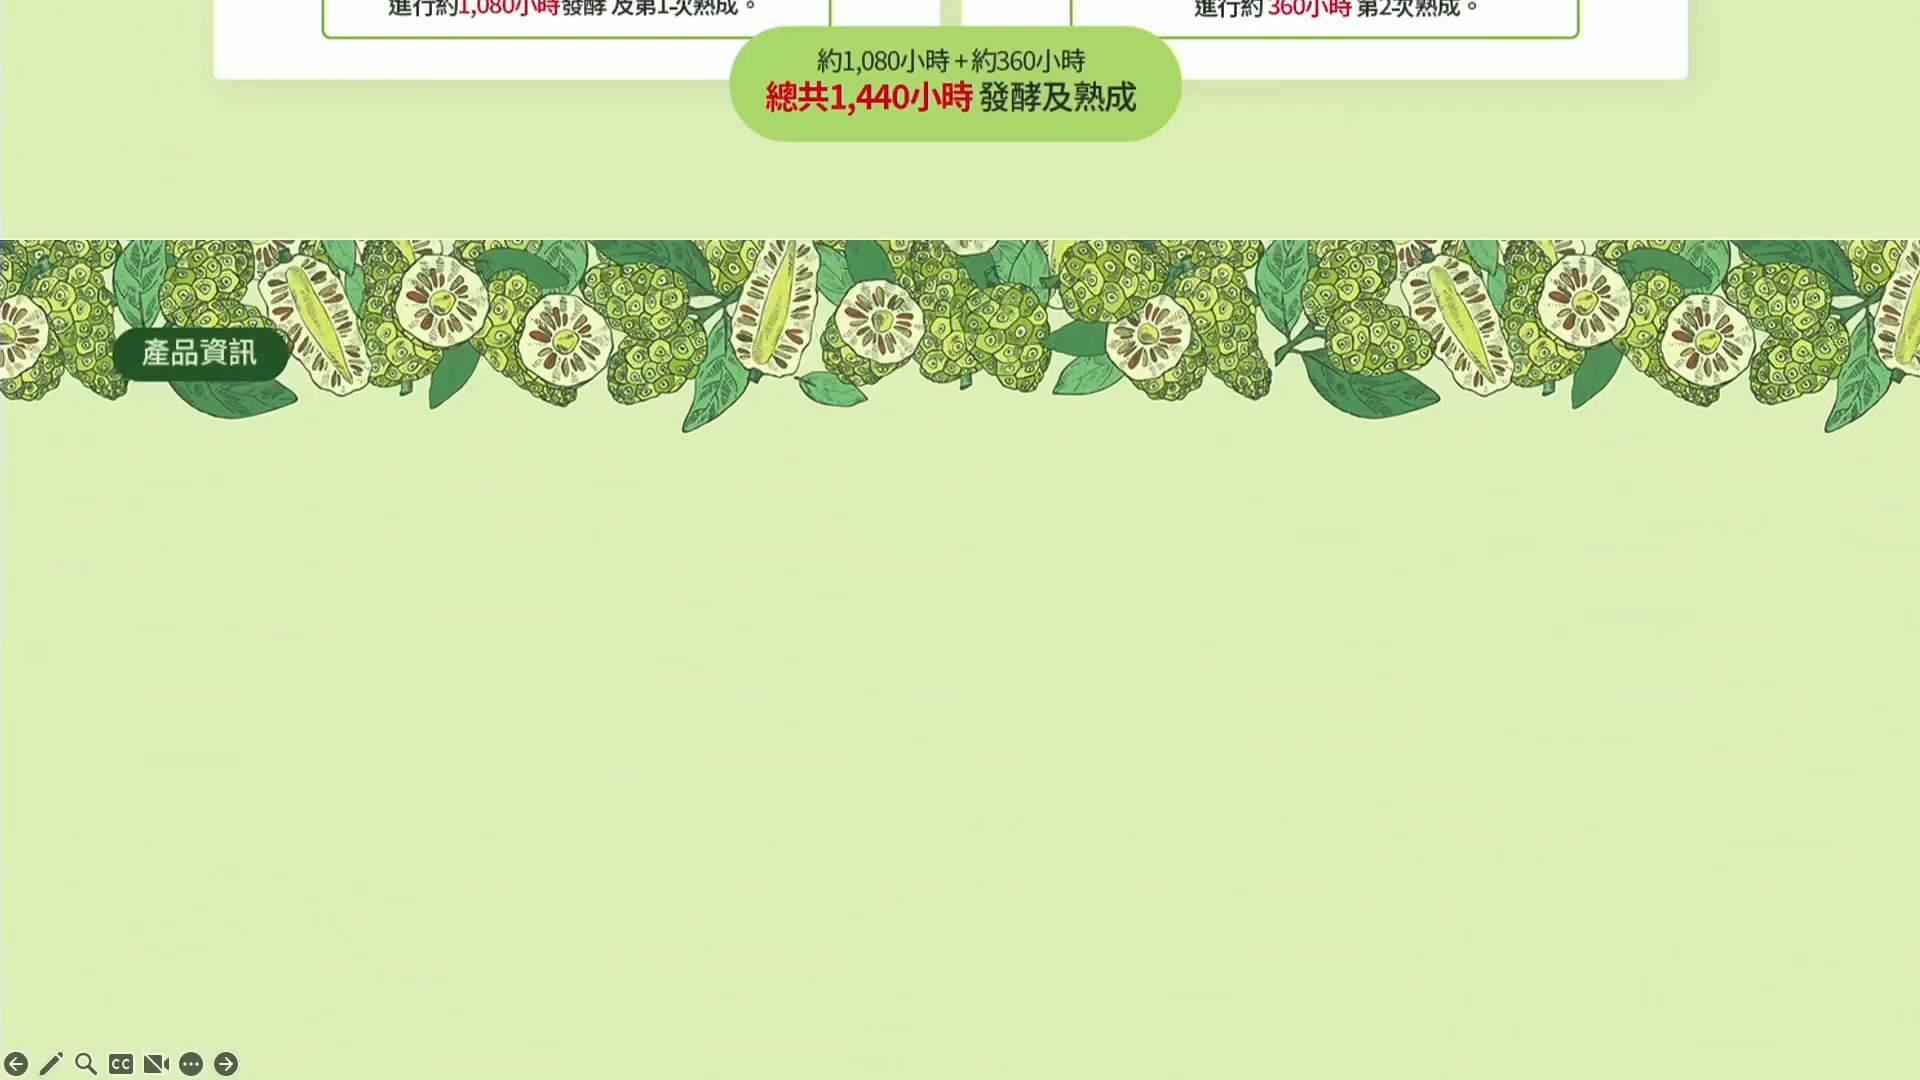 進行約1,080小時發酵 及第1次熟成。
進行約 360小時 第2次熟成。
約1,080小時 + 約360小時
總共1,440小時 發酵及熟成
產品資訊
CC